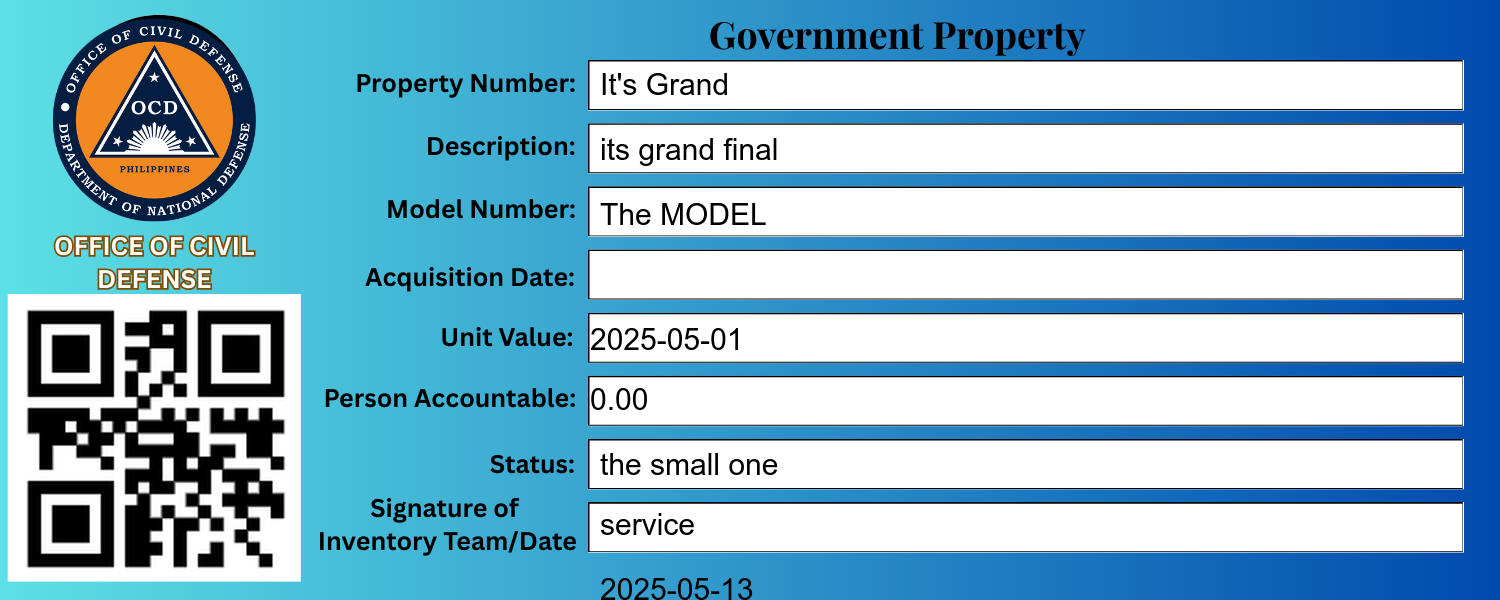 OFFICE OF CIVIL DEFENSE
OCD
PHILIPPINES
DEPARTMENT OF NATIONAL DEFENSE
OFFICE OF CIVIL
DEFENSE
Government Property
Property Number: It's Grand
Description: its grand final
Model Number: The MODEL
Acquisition Date:
Unit Value: 2025-05-01
Person Accountable: 0.00
Status: the small one
Signature of
Inventory Team/Date service
2025-05-13